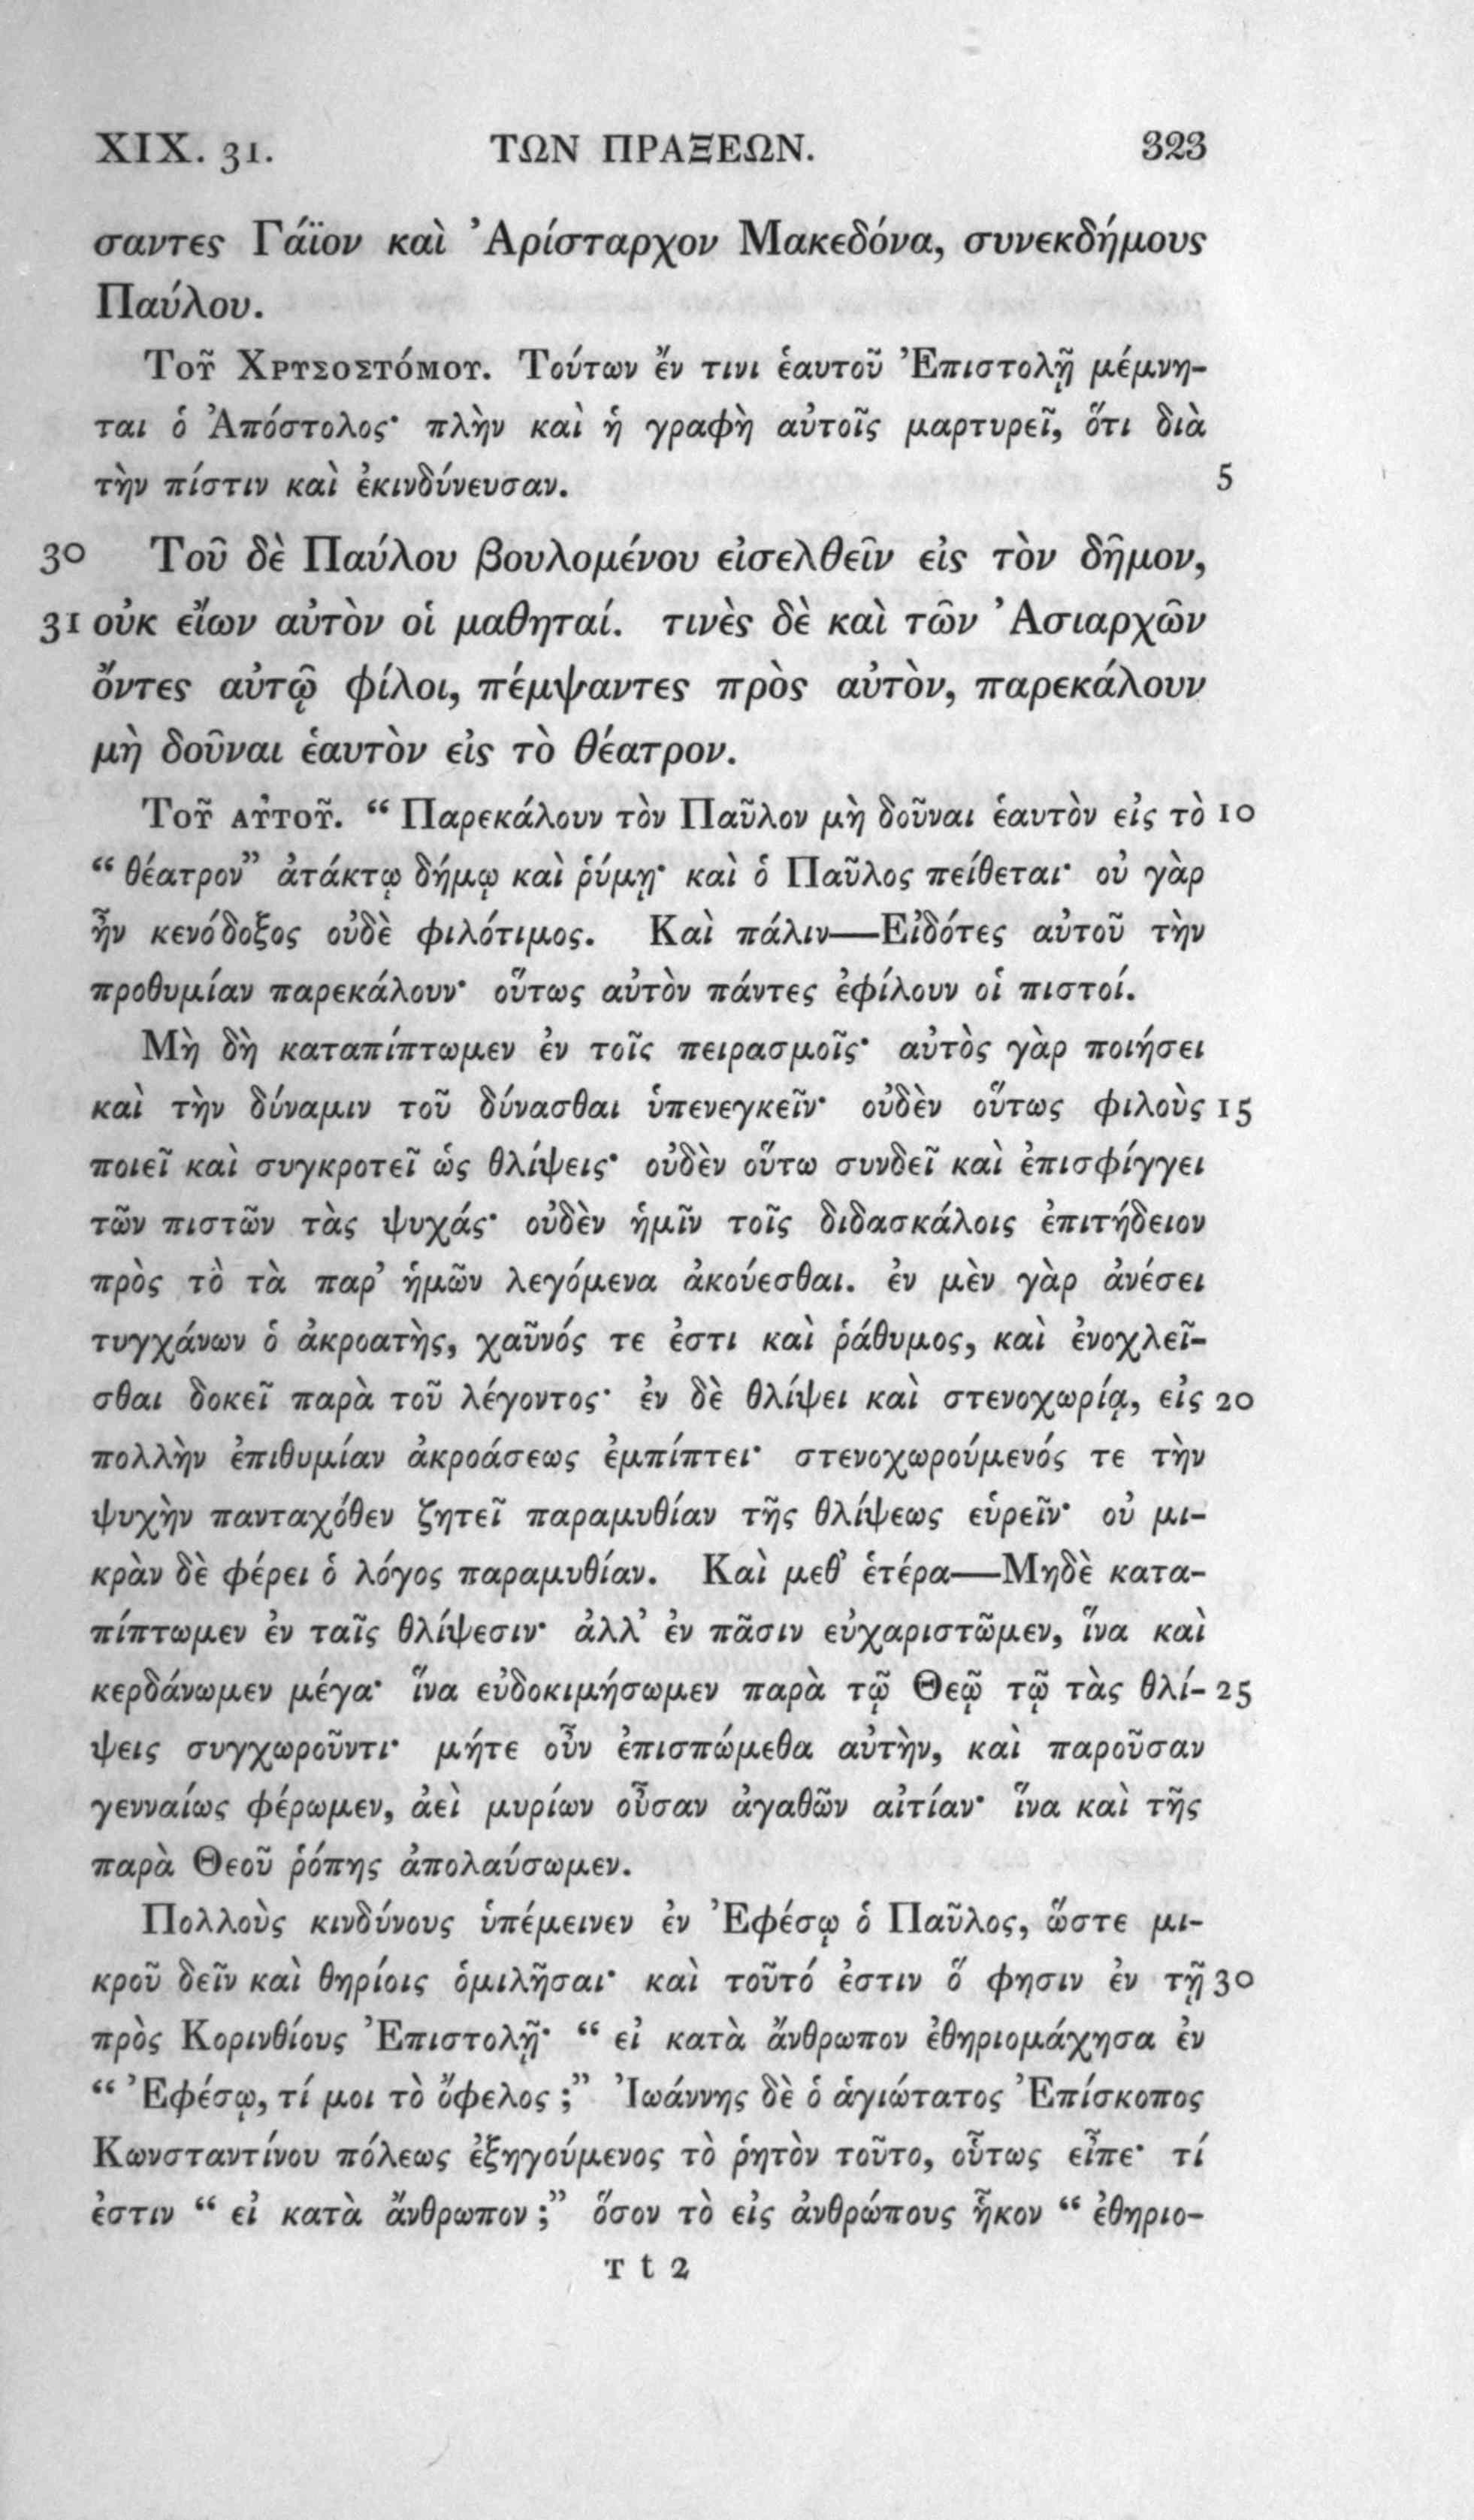 XIX. 31. ΤΩΝ ΠΡΑΞΕΩΝ. 323
σαντες Γάϊον καὶ Ἀρίσταρχον Μακεδόνα, συνεκδήμους
Παύλου.
Τοῦ Χρυσοστόμου. Τούτων ἔν τινι ἑαυτοῦ Ἐπιστολῇ μέμνη-
ται ὁ Ἀπόστολος· πλὴν καὶ ἡ γραφὴ αὐτοῖς μαρτυρεῖ, ὅτι διὰ
τὴν πίστιν καὶ ἐκινδύνευσαν. 5
30 Τοῦ δὲ Παύλου βουλομένου εἰσελθεῖν εἰς τὸν δῆμον,
31 οὐκ εἴων αὐτὸν οἱ μαθηταί. τινὲς δὲ καὶ τῶν Ἀσιαρχῶν
ὄντες αὐτῷ φίλοι, πέμψαντες πρὸς αὐτὸν, παρεκάλουν
μὴ δοῦναι ἑαυτὸν εἰς τὸ θέατρον.
Τοῦ αὐτοῦ. “ Παρεκάλουν τὸν Παῦλον μὴ δοῦναι ἑαυτὸν εἰς τὸ 10
“ θέατρον” ἀτάκτῳ δήμῳ καὶ ῥύμῃ· καὶ ὁ Παῦλος πείθεται· οὐ γὰρ
ἦν κενόδοξος οὐδὲ φιλότιμος. Καὶ πάλιν—Εἰδότες αὐτοῦ τὴν
προθυμίαν παρεκάλουν· οὕτως αὐτὸν πάντες ἐφίλουν οἱ πιστοί.
Μὴ δὴ καταπίπτωμεν ἐν τοῖς πειρασμοῖς· αὐτὸς γὰρ ποιήσει
καὶ τὴν δύναμιν τοῦ δύνασθαι ὑπενεγκεῖν· οὐδὲν οὕτως φιλοὺς 15
ποιεῖ καὶ συγκροτεῖ ὡς θλίψεις· οὐδὲν οὕτω συνδεῖ καὶ ἐπισφίγγει
τῶν πιστῶν τὰς ψυχάς· οὐδὲν ἡμῖν τοῖς διδασκάλοις ἐπιτήδειον
πρὸς τὸ τὰ παρ’ ἡμῶν λεγόμενα ἀκούεσθαι. ἐν μὲν γὰρ ἀνέσει
τυγχάνων ὁ ἀκροατὴς, χαῦνός τε ἐστι καὶ ῥάθυμος, καὶ ἐνοχλεῖ-
σθαι δοκεῖ παρὰ τοῦ λέγοντος· ἐν δὲ θλίψει καὶ στενοχωρίᾳ, εἰς 20
πολλὴν ἐπιθυμίαν ἀκροάσεως ἐμπίπτει· στενοχωρούμενός τε τὴν
ψυχὴν πανταχόθεν ζητεῖ παραμυθίαν τῆς θλίψεως εὑρεῖν· οὐ μι-
κρὰν δὲ φέρει ὁ λόγος παραμυθίαν. Καὶ μεθ’ ἑτέρα—Μηδὲ κατα-
πίπτωμεν ἐν ταῖς θλίψεσιν· ἀλλ’ ἐν πᾶσιν εὐχαριστῶμεν, ἵνα καὶ
κερδάνωμεν μέγα· ἵνα εὐδοκιμήσωμεν παρὰ τῷ Θεῷ τῷ τὰς θλί- 25
ψεις συγχωροῦντι· μήτε οὖν ἐπισπώμεθα αὐτὴν, καὶ παροῦσαν
γενναίως φέρωμεν, ἀεὶ μυρίων οὖσαν ἀγαθῶν αἰτίαν· ἵνα καὶ τῆς
παρὰ Θεοῦ ῥόπης ἀπολαύσωμεν.
Πολλοὺς κινδύνους ὑπέμεινεν ἐν Ἐφέσῳ ὁ Παῦλος, ὥστε μι-
κροῦ δεῖν καὶ θηρίοις ὁμιλῆσαι· καὶ τοῦτό ἐστιν ὅ φησιν ἐν τῇ 30
πρὸς Κορινθίους Ἐπιστολῇ· “ εἰ κατὰ ἄνθρωπον ἐθηριομάχησα ἐν
“ Ἐφέσῳ, τί μοι τὸ ὄφελος ;” Ἰωάννης δὲ ὁ ἁγιώτατος Ἐπίσκοπος
Κωνσταντίνου πόλεως ἐξηγούμενος τὸ ῥητὸν τοῦτο, οὕτως εἶπε· τί
ἐστιν “ εἰ κατὰ ἄνθρωπον ;” ὅσον τὸ εἰς ἀνθρώπους ἧκον “ ἐθηριο-
T t 2